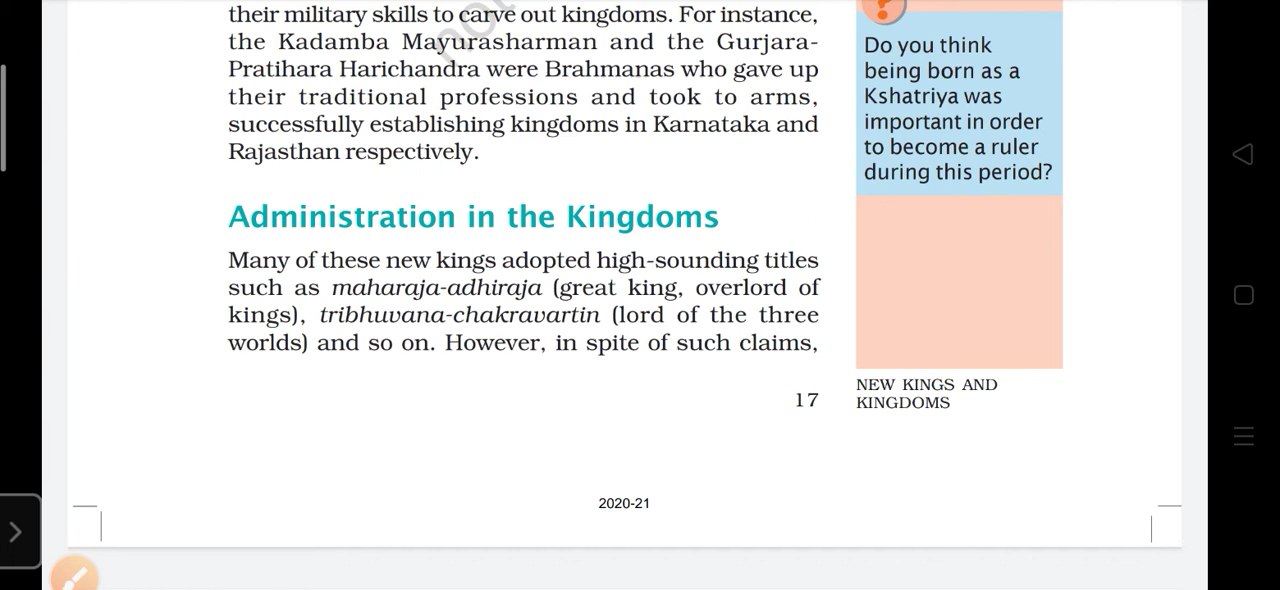 their military skills to carve out kingdoms. For instance,
the Kadamba Mayurasharman and the Gurjara-
Pratihara Harichandra were Brahmanas who gave up
their traditional professions and took to arms,
successfully establishing kingdoms in Karnataka and
Rajasthan respectively.
Administration in the Kingdoms
Many of these new kings adopted high-sounding titles
such as maharaja-adhiraja (great king, overlord of
kings), tribhuvana-chakravartin (lord of the three
worlds) and so on. However, in spite of such claims,
17
?
Do you think
being born as a
Kshatriya was
important in order
to become a ruler
during this period?
NEW KINGS AND
KINGDOMS
2020-21